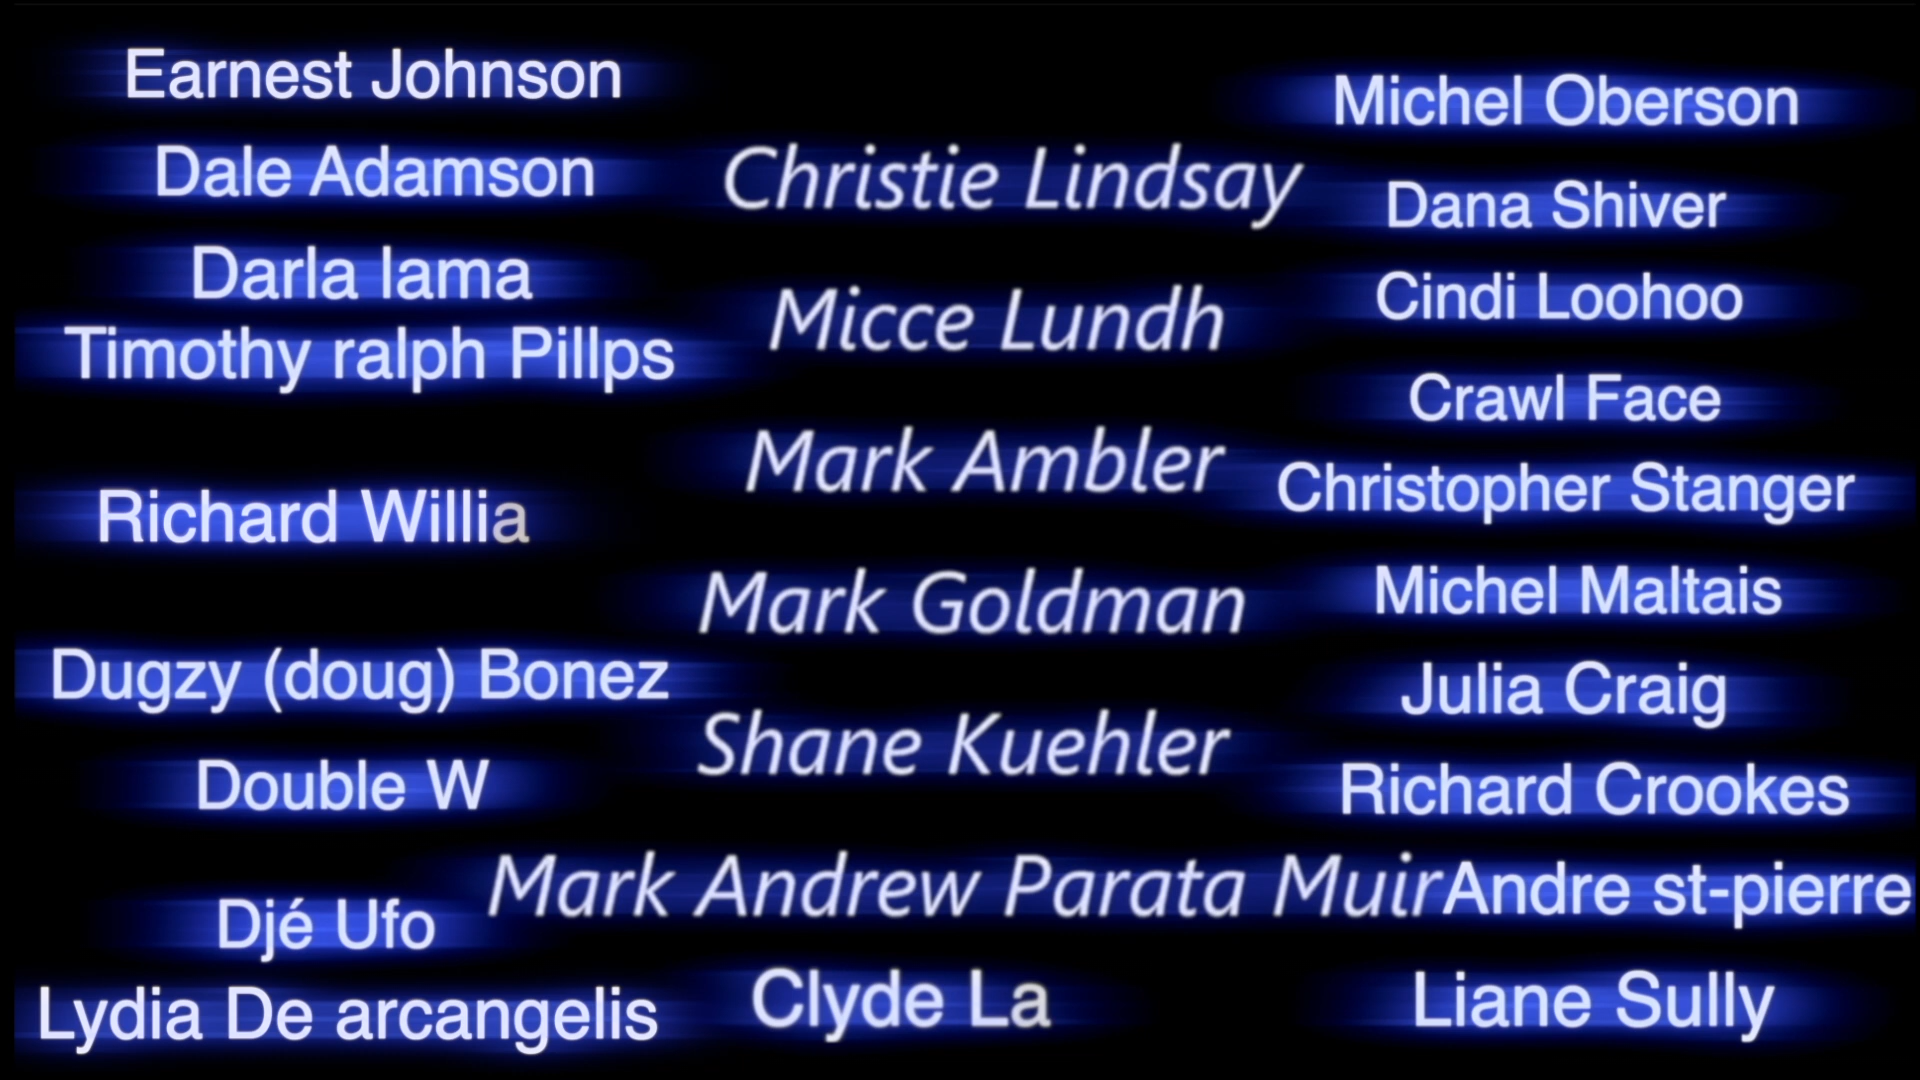 Earnest Johnson
Dale Adamson
Darla lama
Timothy ralph Pillps
Richard Willia
Dugzy (doug) Bonez
Double W
Djé Ufo
Lydia De arcangelis
Christie Lindsay
Micce Lundh
Mark Ambler
Mark Goldman
Shane Kuehler
Mark Andrew Parata Muir
Clyde La
Michel Oberson
Dana Shiver
Cindi Loohoo
Crawl Face
Christopher Stanger
Michel Maltais
Julia Craig
Richard Crookes
Andre st-pierre
Liane Sully